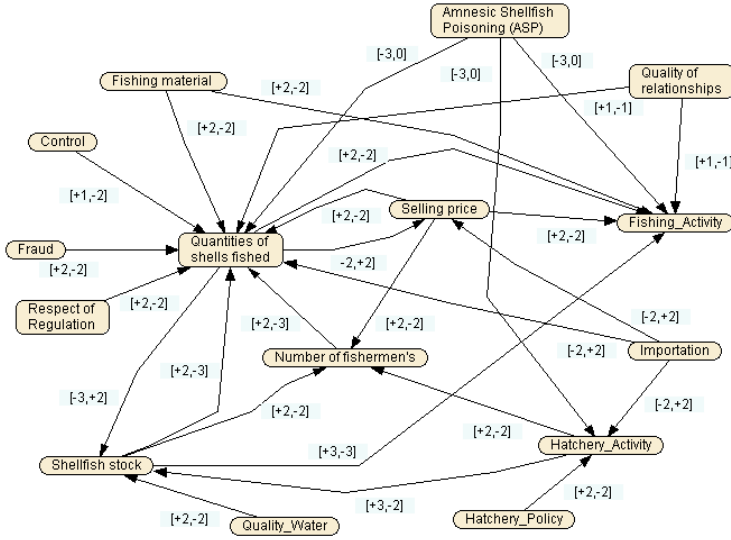 Amnesic Shellfish
Poisoning (ASP)
[-3,0]
[-3,0]
[-3,0]
Fishing material
[+2,-2]
Quality of
relationships
[+1,-1]
Control
[+2,-2]
[+2,-2]
[+1,-1]
[+1,-2]
Selling price
[+2,-2]
Fishing_Activity
Fraud
Quantities of
shells fished
[+2,-2]
[+2,-2]
-2,+2]
Respect of
Regulation
[+2,-2]
[-2,+2]
[+2,-3]
[+2,-2]
Number of fishermen's
[-2,+2]
Importation
[+2,-3]
[-3,+2]
[+2,-2]
[-2,+2]
[+3,-3]
[+2,-2]
Hatchery_Activity
Shellfish stock
[+3,-2]
[+2,-2]
[+2,-2]
Quality_Water
Hatchery_Policy